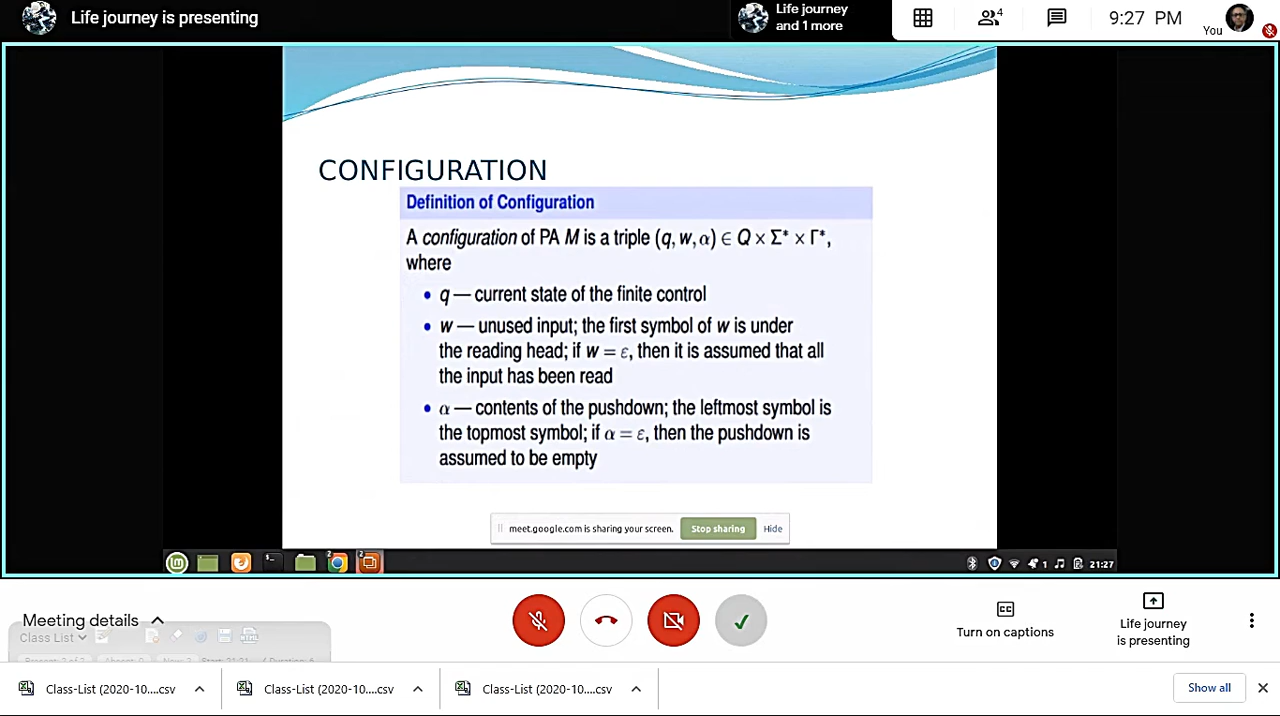 Life journey is presenting
Life journey
and 1 more
4
9:27 PM
You
CONFIGURATION
Definition of Configuration
A configuration of PA M is a triple (q, w, α) ∈ Q × Σ* × Γ*,
where
• q — current state of the finite control
• w — unused input; the first symbol of w is under
the reading head; if w = ε, then it is assumed that all
the input has been read
• α — contents of the pushdown; the leftmost symbol is
the topmost symbol; if α = ε, then the pushdown is
assumed to be empty
meet.google.com is sharing your screen. Stop sharing Hide
2
2
1
21:27
Meeting details
Class List
HTML
CC
Turn on captions
Life journey
is presenting
Class-List (2020-10....csv
Class-List (2020-10....csv
Class-List (2020-10....csv
Show all